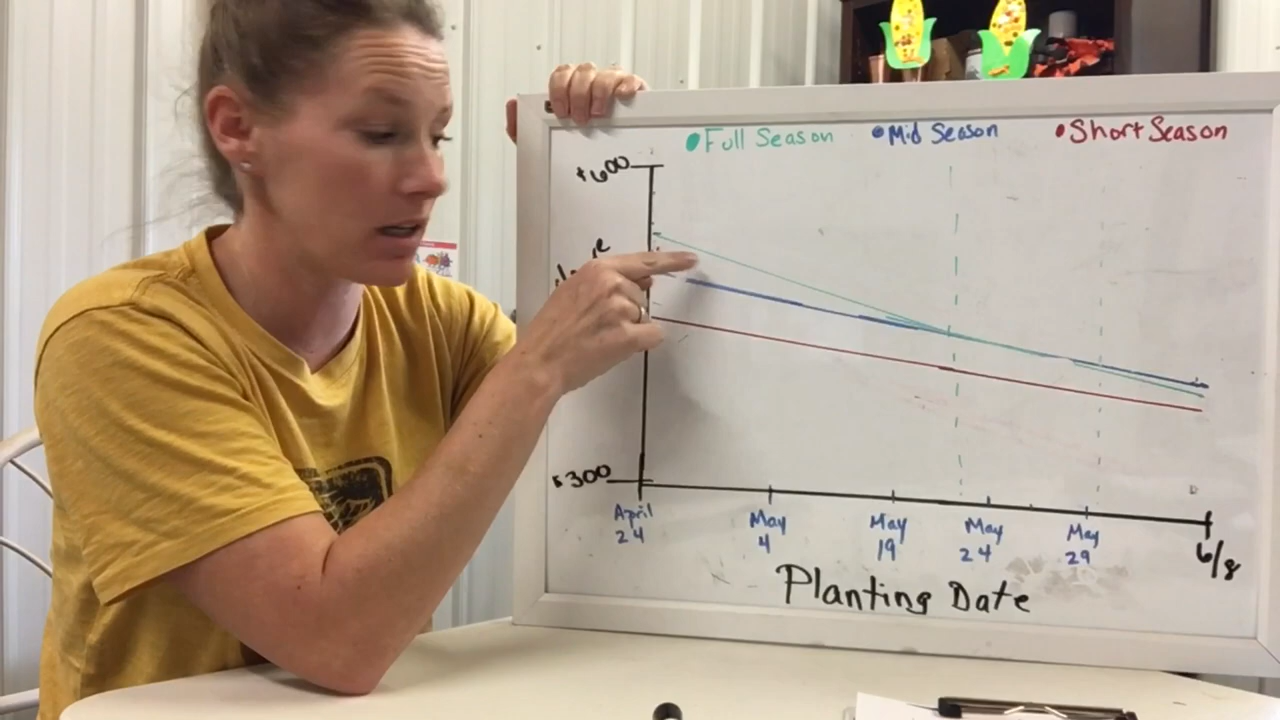 Full Season Mid Season Short Season
$600
$300
April 24
May 4
May 19
May 24
May 29
6/8
Planting Date